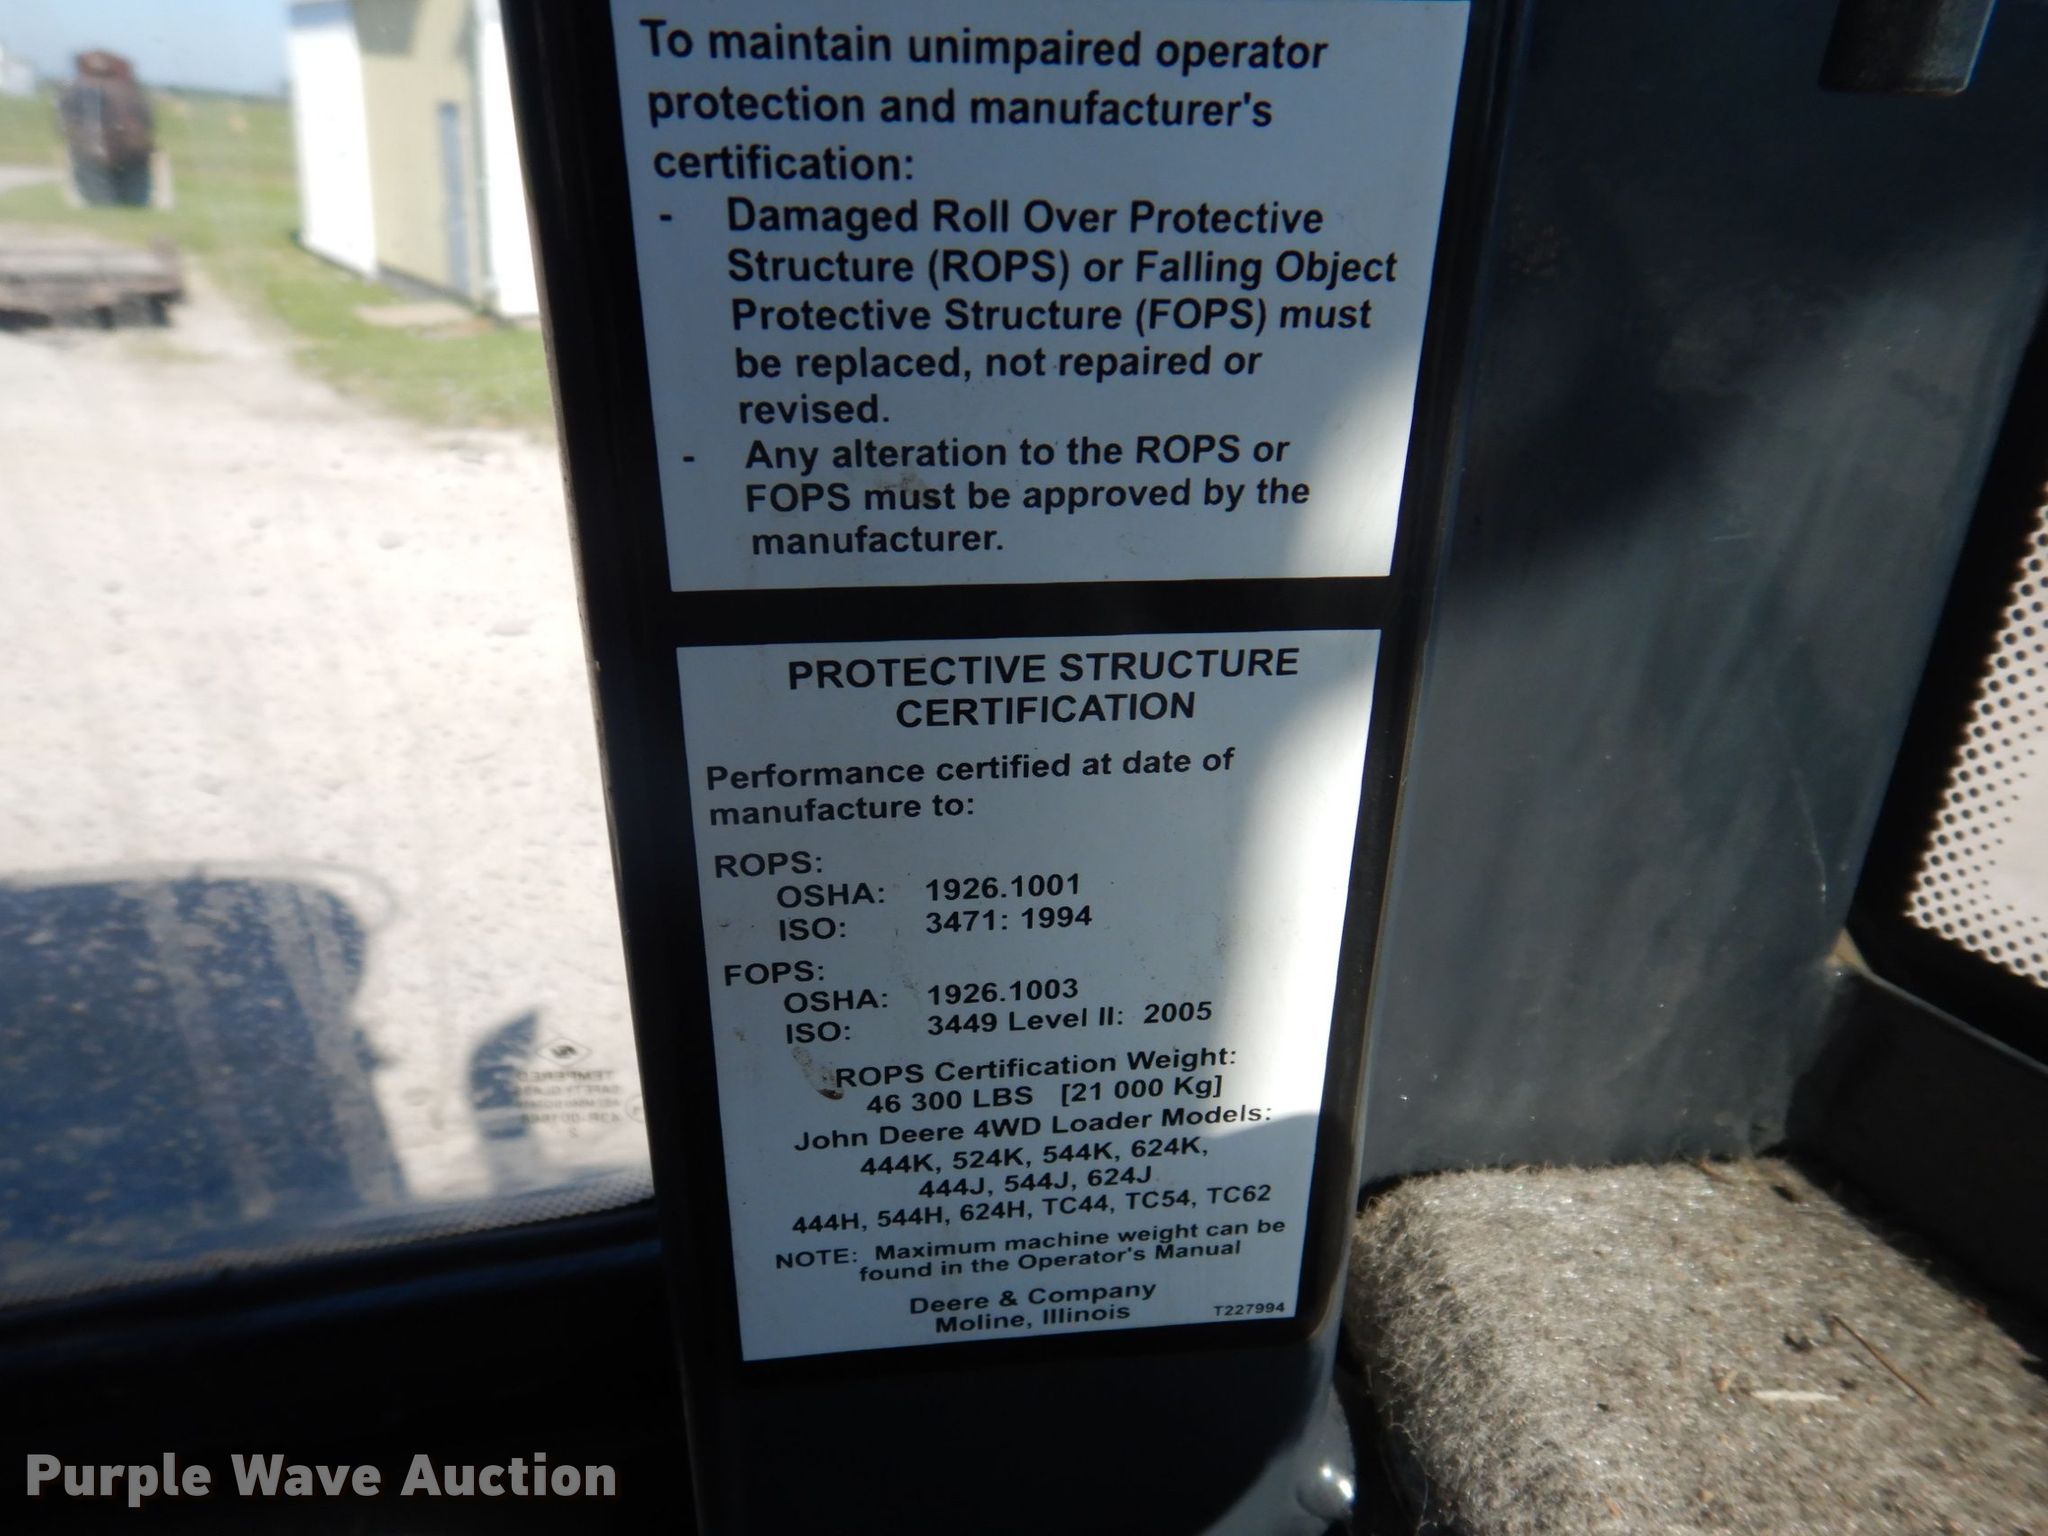 To maintain unimpaired operator
protection and manufacturer's
certification:
- Damaged Roll Over Protective
Structure (ROPS) or Falling Object
Protective Structure (FOPS) must
be replaced, not repaired or
revised.
- Any alteration to the ROPS or
FOPS must be approved by the
manufacturer.
PROTECTIVE STRUCTURE
CERTIFICATION
Performance certified at date of
manufacture to:
ROPS:
OSHA: 1926.1001
ISO: 3471: 1994
FOPS:
OSHA: 1926.1003
ISO: 3449 Level II: 2005
ROPS Certification Weight:
46 300 LBS [21 000 Kg]
John Deere 4WD Loader Models:
444K, 524K, 544K, 624K,
444J, 544J, 624J
444H, 544H, 624H, TC44, TC54, TC62
NOTE: Maximum machine weight can be
found in the Operator's Manual
Deere & Company
Moline, Illinois
T227994
TEMPERED
Purple Wave Auction